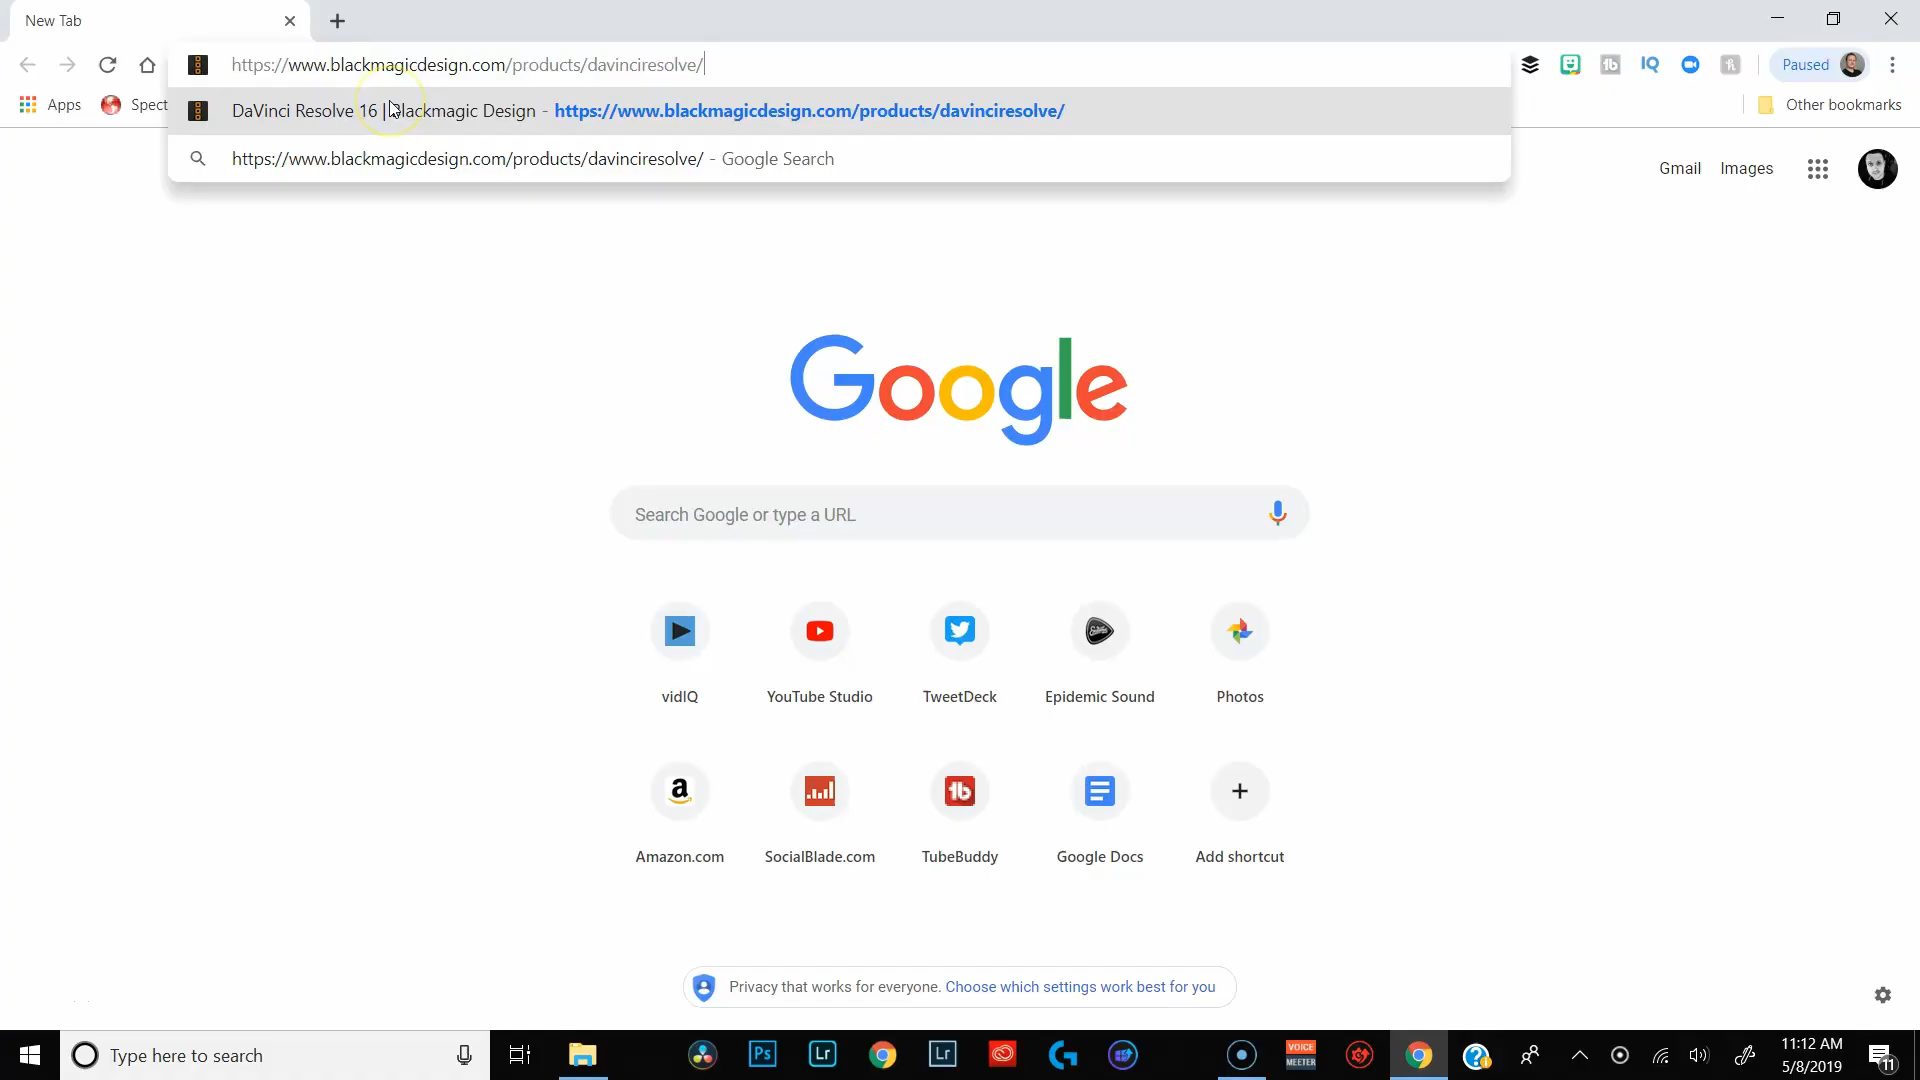 New Tab
https://www.blackmagicdesign.com/products/davinciresolve/
Paused
Apps
Spect
DaVinci Resolve 16 | Blackmagic Design - https://www.blackmagicdesign.com/products/davinciresolve/
Other bookmarks
https://www.blackmagicdesign.com/products/davinciresolve/ - Google Search
Gmail
Images
Google
Search Google or type a URL
vidIQ
YouTube Studio
TweetDeck
Epidemic Sound
Photos
Amazon.com
SocialBlade.com
TubeBuddy
Google Docs
Add shortcut
Privacy that works for everyone. Choose which settings work best for you
Type here to search
Ps
Lr
Lr
VOICE
MEETER
11:12 AM
5/8/2019
11